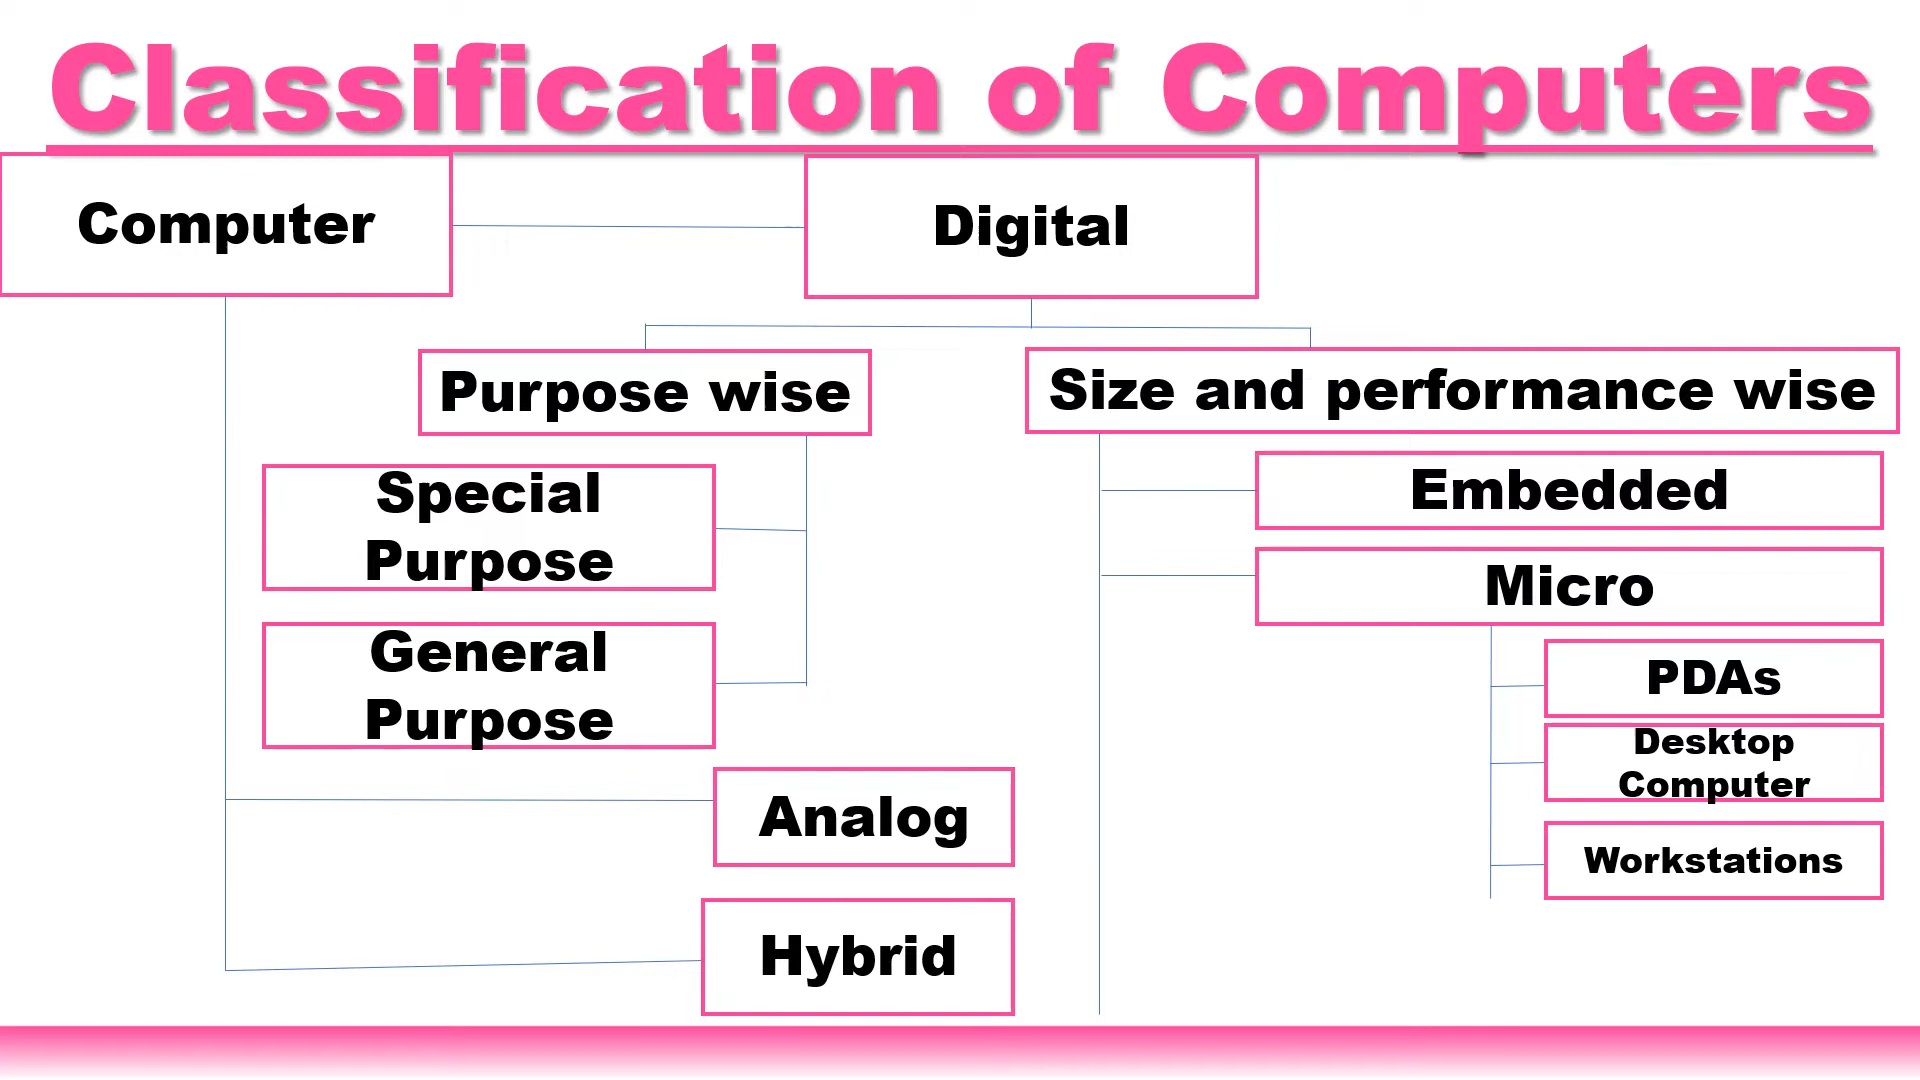 Classification of Computers
Computer
Digital
Purpose wise
Size and performance wise
Special
Purpose
General
Purpose
Embedded
Micro
PDAs
Desktop
Computer
Workstations
Analog
Hybrid